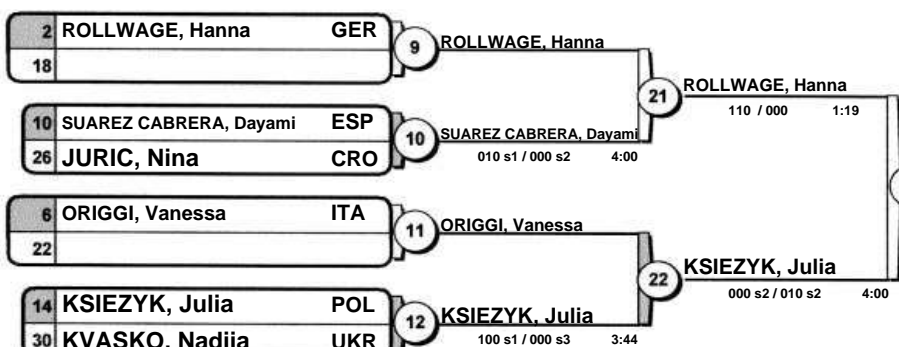 2 ROLLWAGE, Hanna GER
18
9 ROLLWAGE, Hanna
10 SUAREZ CABRERA, Dayami ESP
26 JURIC, Nina CRO
10 SUAREZ CABRERA, Dayami
010 s1 / 000 s2 4:00
21 ROLLWAGE, Hanna
110 / 000 1:19
6 ORIGGI, Vanessa ITA
22
11 ORIGGI, Vanessa
14 KSIEZYK, Julia POL
30 KVASKO, Nadija UKR
12 KSIEZYK, Julia
100 s1 / 000 s3 3:44
22 KSIEZYK, Julia
000 s2 / 010 s2 4:00